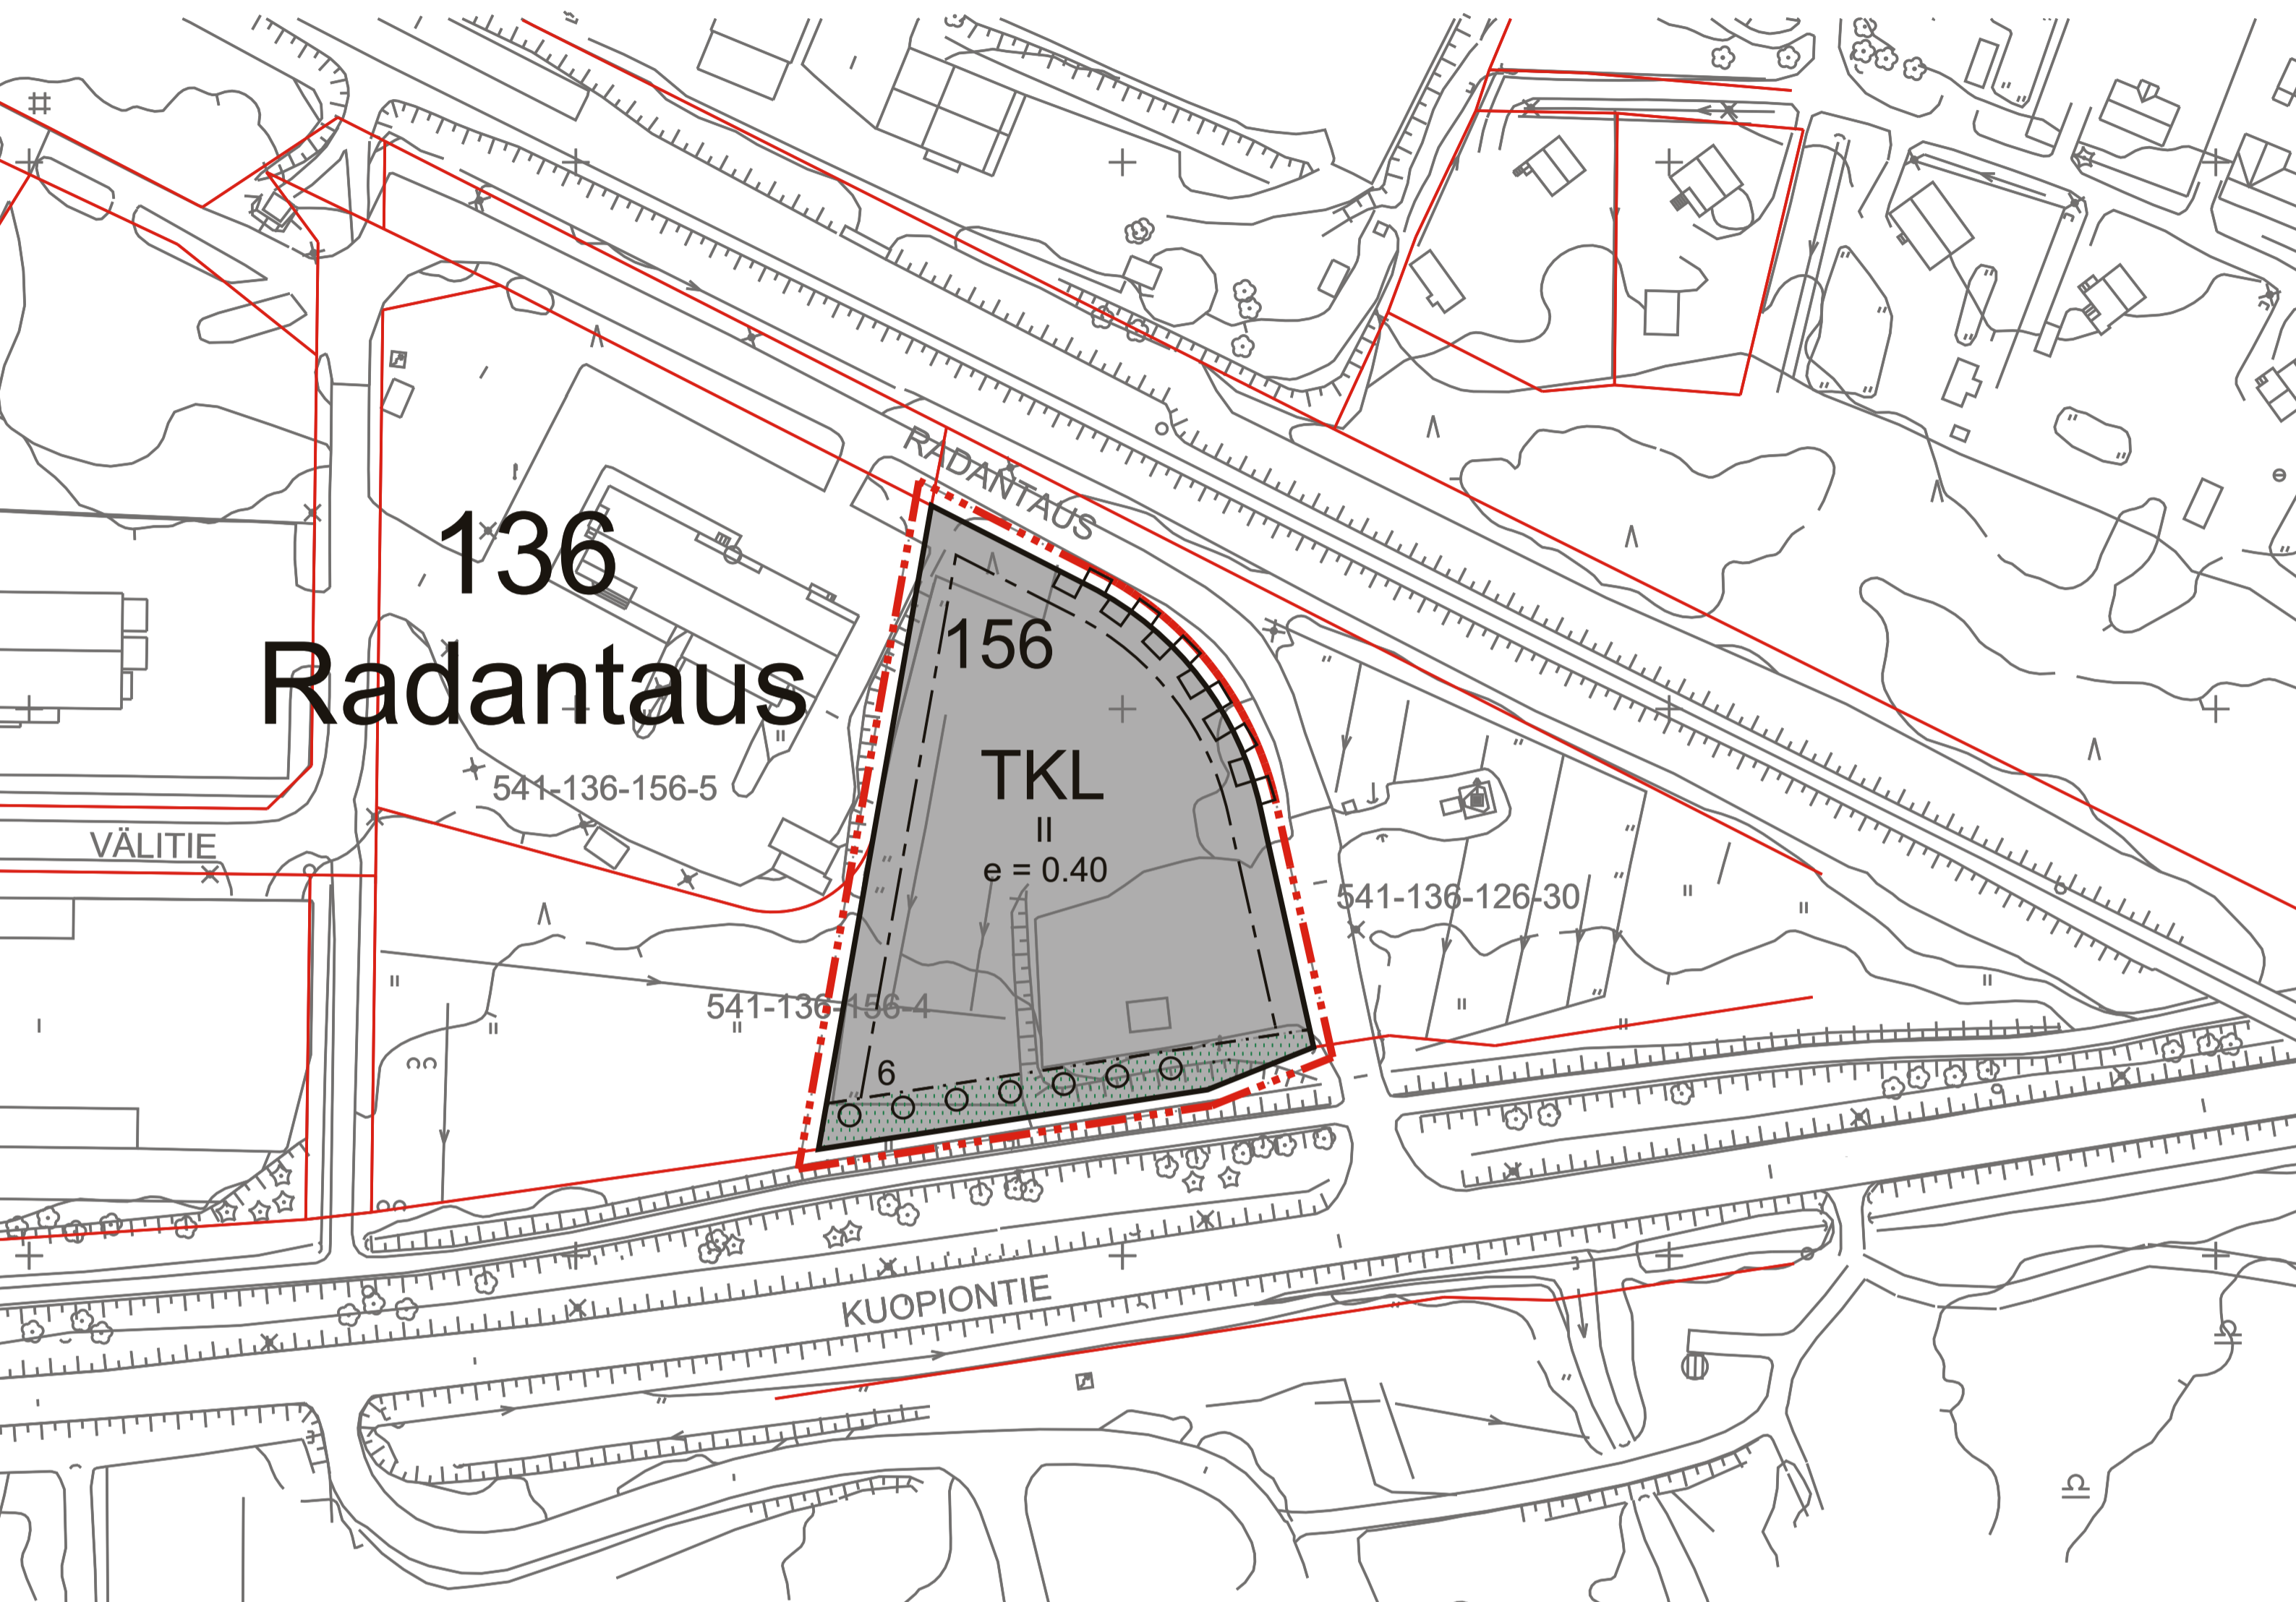 RADANTAUS
136
Radantaus
156
TKL
II
e = 0.40
541-136-156-5
VÄLITIE
541-136-126-30
541-136-156-4
6
KUOPIONTIE